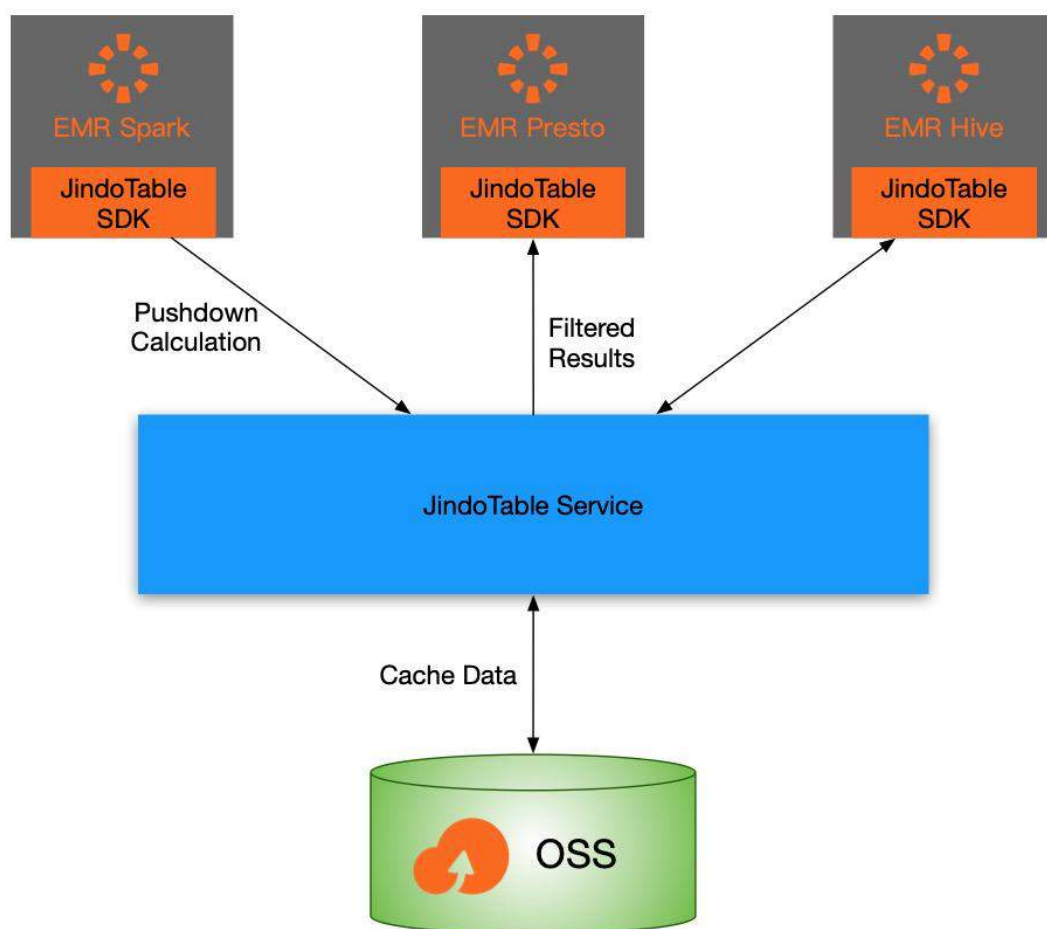 EMR Spark
JindoTable
SDK
EMR Presto
JindoTable
SDK
EMR Hive
JindoTable
SDK
Pushdown
Calculation
Filtered
Results
JindoTable Service
Cache Data
OSS